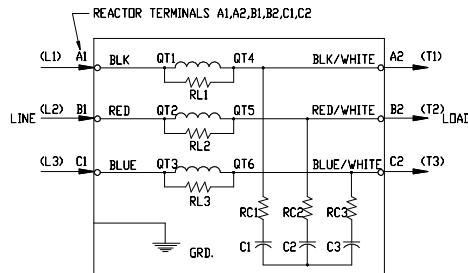 REACTOR TERMINALS A1,A2,B1,B2,C1,C2
(L1) A1 BLK QT1 QT4 BLK/WHITE A2 (T1)
RL1
(L2) B1 RED QT2 QT5 RED/WHITE B2 (T2)
LINE LOAD
RL2
(L3) C1 BLUE QT3 QT6 BLUE/WHITE C2 (T3)
RL3
RC1 RC2 RC3
C1 C2 C3
GRD.